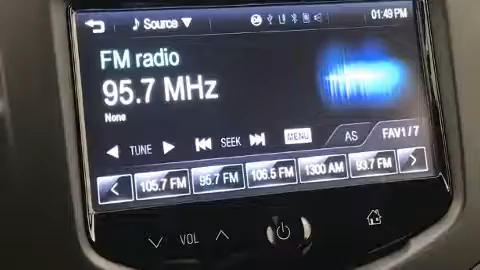 Source 01:49 PM
FM radio
95.7 MHz
None
TUNE SEEK MENU AS FAV1/7
105.7 FM 95.7 FM 106.5 FM 1300 AM 93.7 FM
VOL